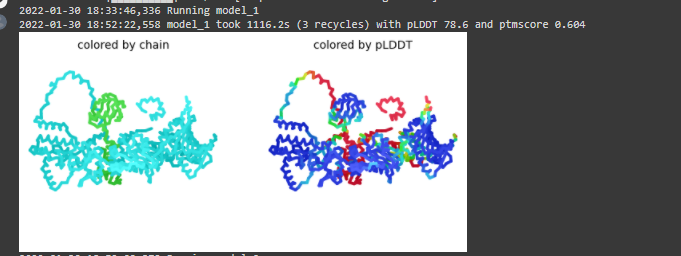 2022-01-30 18:33:46,336 Running model_1
2022-01-30 18:52:22,558 model_1 took 1116.2s (3 recycles) with pLDDT 78.6 and ptmscore 0.604
colored by chain
colored by pLDDT